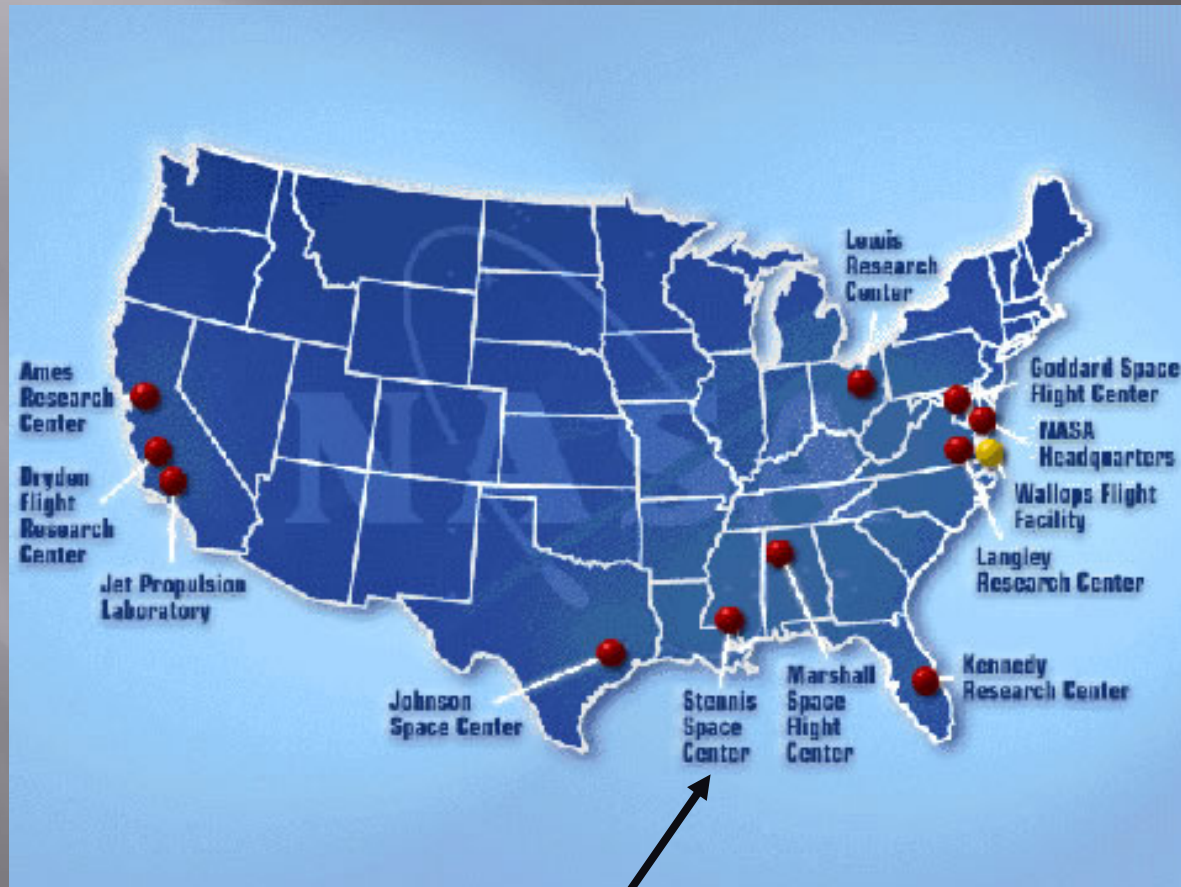 NASA
Lewis
Research
Center
Ames
Research
Center
Goddard Space
Flight Center
NASA
Headquarters
Dryden
Flight
Research
Center
Wallops Flight
Facility
Jet Propulsion
Laboratory
Langley
Research Center
Johnson
Space Center
Stennis
Space
Center
Marshall
Space
Flight
Center
Kennedy
Research Center